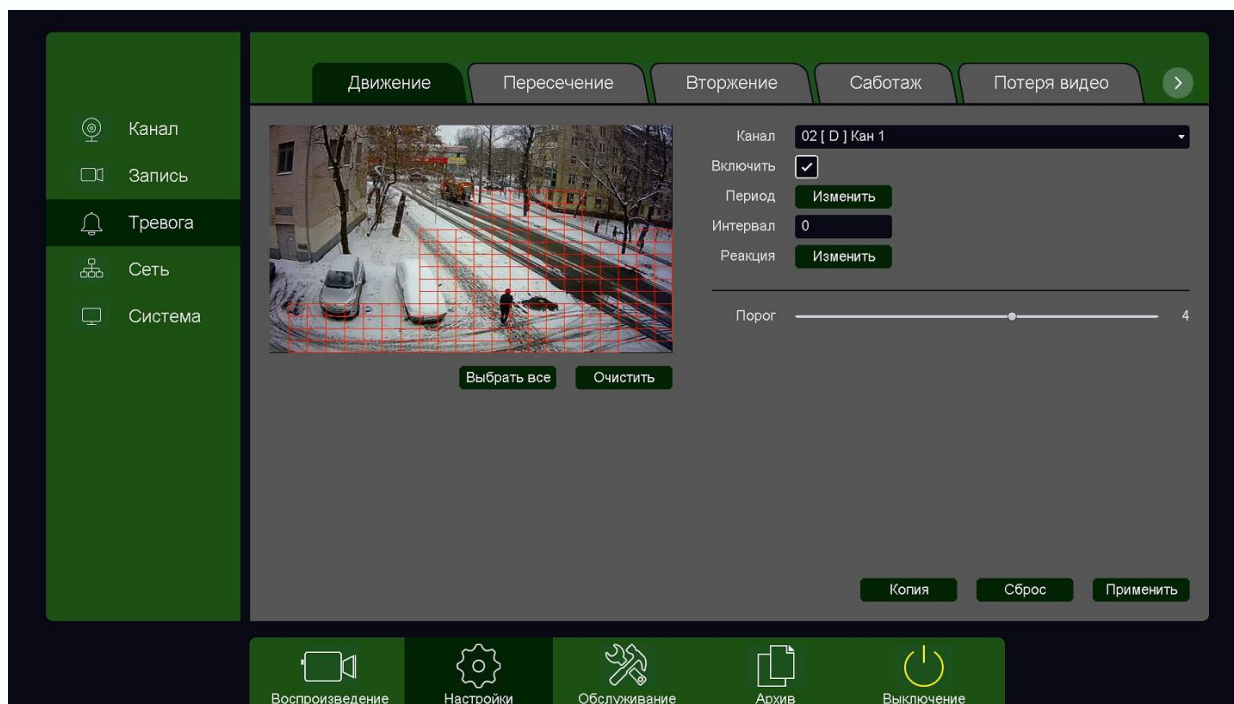 Движение
Пересечение
Вторжение
Саботаж
Потеря видео
Канал
Запись
Тревога
Сеть
Система
Канал 02 [ D ] Кан 1
Включить
Период Изменить
Интервал 0
Реакция Изменить
Порог 4
Выбрать все
Очистить
Копия
Сброс
Применить
Воспроизведение
Настройки
Обслуживание
Архив
Выключение